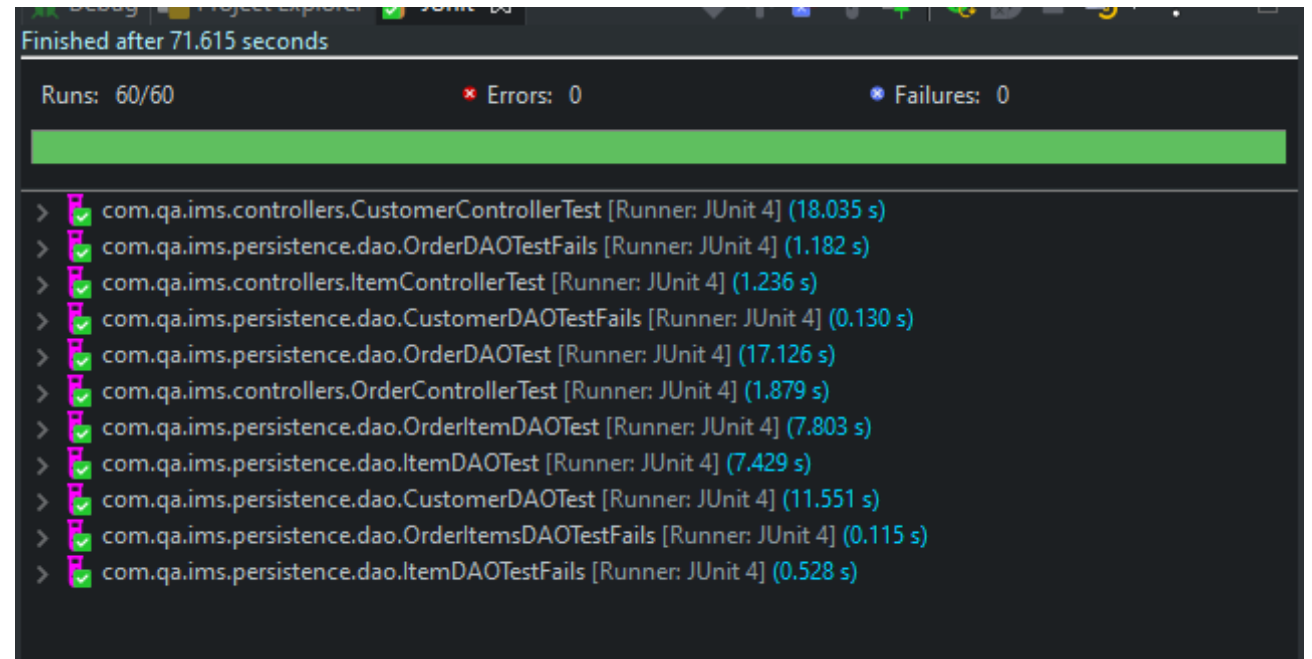 Debug Project Explorer JUnit
Finished after 71.615 seconds
Runs: 60/60 Errors: 0 Failures: 0
com.qa.ims.controllers.CustomerControllerTest [Runner: JUnit 4] (18.035 s)
com.qa.ims.persistence.dao.OrderDAOTestFails [Runner: JUnit 4] (1.182 s)
com.qa.ims.controllers.ItemControllerTest [Runner: JUnit 4] (1.236 s)
com.qa.ims.persistence.dao.CustomerDAOTestFails [Runner: JUnit 4] (0.130 s)
com.qa.ims.persistence.dao.OrderDAOTest [Runner: JUnit 4] (17.126 s)
com.qa.ims.controllers.OrderControllerTest [Runner: JUnit 4] (1.879 s)
com.qa.ims.persistence.dao.OrderItemDAOTest [Runner: JUnit 4] (7.803 s)
com.qa.ims.persistence.dao.ItemDAOTest [Runner: JUnit 4] (7.429 s)
com.qa.ims.persistence.dao.CustomerDAOTest [Runner: JUnit 4] (11.551 s)
com.qa.ims.persistence.dao.OrderItemsDAOTestFails [Runner: JUnit 4] (0.115 s)
com.qa.ims.persistence.dao.ItemDAOTestFails [Runner: JUnit 4] (0.528 s)